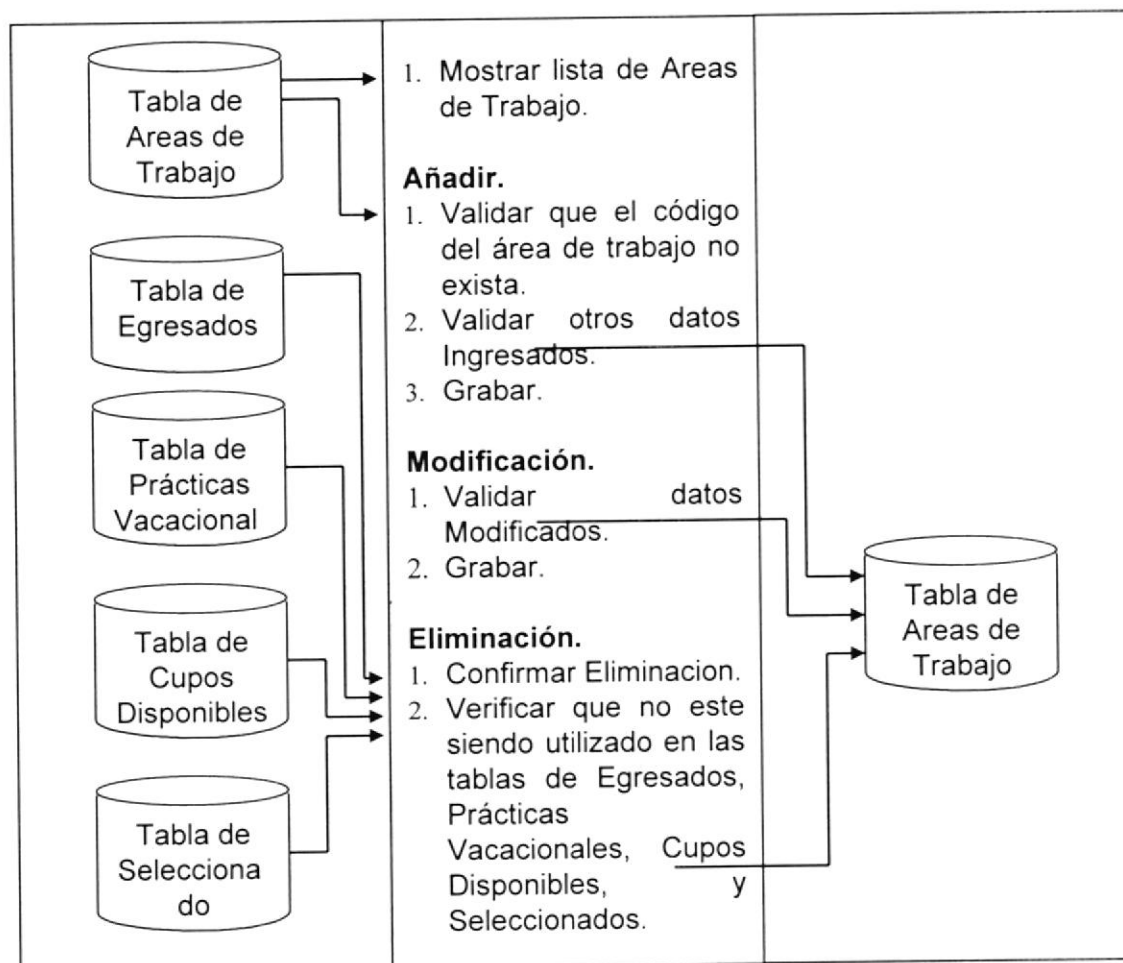 Tabla de
Areas de
Trabajo
Tabla de
Egresados
Tabla de
Prácticas
Vacacional
Tabla de
Cupos
Disponibles
Tabla de
Selecciona
do
1. Mostrar lista de Areas
de Trabajo.
Añadir.
1. Validar que el código
del área de trabajo no
exista.
2. Validar otros datos
Ingresados.
3. Grabar.
Modificación.
1. Validar datos
Modificados.
2. Grabar.
Eliminación.
1. Confirmar Eliminacion.
2. Verificar que no este
siendo utilizado en las
tablas de Egresados,
Prácticas
Vacacionales, Cupos
Disponibles, y
Seleccionados.
Tabla de
Areas de
Trabajo